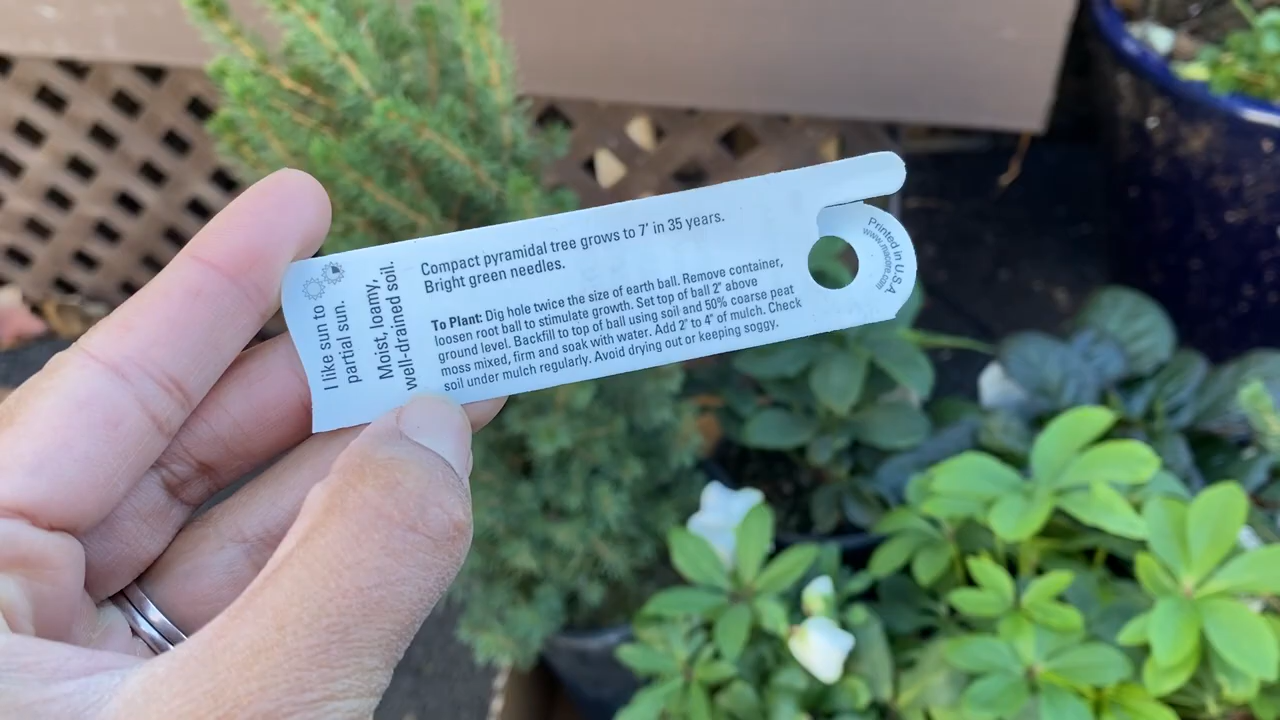 I like sun to
partial sun.
Moist, loamy,
well-drained soil.
Compact pyramidal tree grows to 7' in 35 years.
Bright green needles.
To Plant: Dig hole twice the size of earth ball. Remove container,
loosen root ball to stimulate growth. Set top of ball 2" above
ground level. Backfill to top of ball using soil and 50% coarse peat
moss mixed, firm and soak with water. Add 2" to 4" of mulch. Check
soil under mulch regularly. Avoid drying out or keeping soggy.
Printed in U.S.A.
www.macore.com